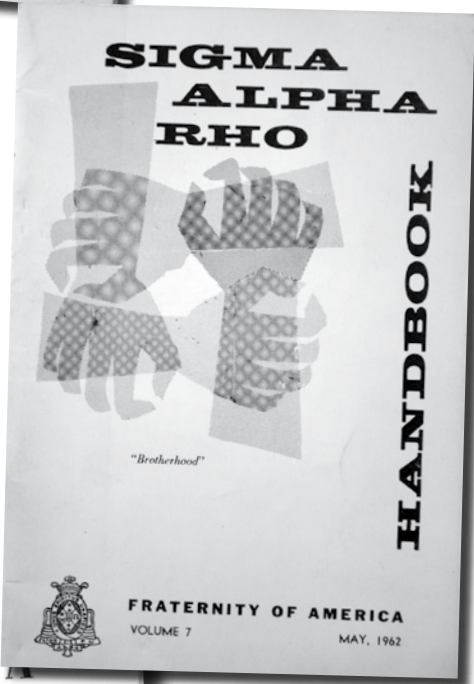 SIGMA
ALPHA
RHO
HANDBOOK
"Brotherhood"
FRATERNITY OF AMERICA
VOLUME 7
MAY, 1962